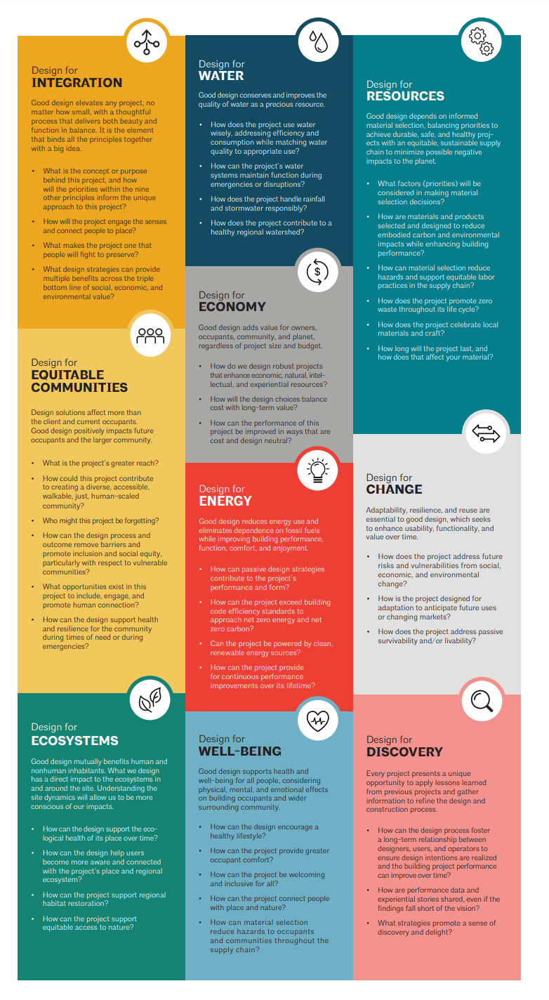 Design for
INTEGRATION
Good design elevates any project, no
matter how small, with a thoughtful
process that delivers both beauty and
function in balance. It is the element
that binds all the principles together
with a big idea.
• What is the concept or purpose
behind this project, and how
will the priorities within the nine
other principles inform the unique
approach to this project?
• How will the project engage the senses
and connect people to place?
• What makes the project one that
people will fight to preserve?
• What design strategies can provide
multiple benefits across the triple
bottom line of social, economic, and
environmental value?
Design for
EQUITABLE
COMMUNITIES
Design solutions affect more than
the client and current occupants.
Good design positively impacts future
occupants and the larger community.
• What is the project's greater reach?
• How could this project contribute
to creating a diverse, accessible,
walkable, just, human-scaled
community?
• Who might this project be forgetting?
• How can the design process and
outcome remove barriers and
promote inclusion and social equity,
particularly with respect to vulnerable
communities?
• What opportunities exist in this
project to include, engage, and
promote human connection?
• How can the design support health
and resilience for the community
during times of need or during
emergencies?
Design for
ECOSYSTEMS
Good design mutually benefits human and
nonhuman inhabitants. What we design
has a direct impact to the ecosystems in
and around the site. Understanding the
site dynamics will allow us to be more
conscious of our impacts.
• How can the design support the eco-
logical health of its place over time?
• How can the design help users
become more aware and connected
with the project's place and regional
ecosystem?
• How can the project support regional
habitat restoration?
• How can the project support
equitable access to nature?
Design for
WATER
Good design conserves and improves the
quality of water as a precious resource.
• How does the project use water
wisely, addressing efficiency and
consumption while matching water
quality to appropriate use?
• How can the project's water
systems maintain function during
emergencies or disruptions?
• How does the project handle rainfall
and stormwater responsibly?
• How does the project contribute to a
healthy regional watershed?
$
Design for
ECONOMY
Good design adds value for owners,
occupants, community, and planet,
regardless of project size and budget.
• How do we design robust projects
that enhance economic, natural, intel-
lectual, and experiential resources?
• How will the design choices balance
cost with long-term value?
• How can the performance of this
project be improved in ways that are
cost and design neutral?
Design for
ENERGY
Good design reduces energy use and
eliminates dependence on fossil fuels
while improving building performance,
function, comfort, and enjoyment.
• How can passive design strategies
contribute to the project's
performance and form?
• How can the project exceed building
code efficiency standards to
approach net zero energy and net
zero carbon?
• Can the project be powered by clean,
renewable energy sources?
• How can the project provide
for continuous performance
improvements over its lifetime?
Design for
WELL-BEING
Good design supports health and
well-being for all people, considering
physical, mental, and emotional effects
on building occupants and wider
surrounding community.
• How can the design encourage a
healthy lifestyle?
• How can the project provide greater
occupant comfort?
• How can the project be welcoming
and inclusive for all?
• How can the project connect people
with place and nature?
• How can material selection
reduce hazards to occupants
and communities throughout the
supply chain?
Design for
RESOURCES
Good design depends on informed
material selection, balancing priorities to
achieve durable, safe, and healthy proj-
ects with an equitable, sustainable supply
chain to minimize possible negative
impacts to the planet.
• What factors (priorities) will be
considered in making material
selection decisions?
• How are materials and products
selected and designed to reduce
embodied carbon and environmental
impacts while enhancing building
performance?
• How can material selection reduce
hazards and support equitable labor
practices in the supply chain?
• How does the project promote zero
waste throughout its life cycle?
• How does the project celebrate local
materials and craft?
• How long will the project last, and
how does that affect your material?
Design for
CHANGE
Adaptability, resilience, and reuse are
essential to good design, which seeks
to enhance usability, functionality, and
value over time.
• How does the project address future
risks and vulnerabilities from social,
economic, and environmental
change?
• How is the project designed for
adaptation to anticipate future uses
or changing markets?
• How does the project address passive
survivability and/or livability?
Design for
DISCOVERY
Every project presents a unique
opportunity to apply lessons learned
from previous projects and gather
information to refine the design and
construction process.
• How can the design process foster
a long-term relationship between
designers, users, and operators to
ensure design intentions are realized
and the building project performance
can improve over time?
• How are performance data and
experiential stories shared, even if the
findings fall short of the vision?
• What strategies promote a sense of
discovery and delight?